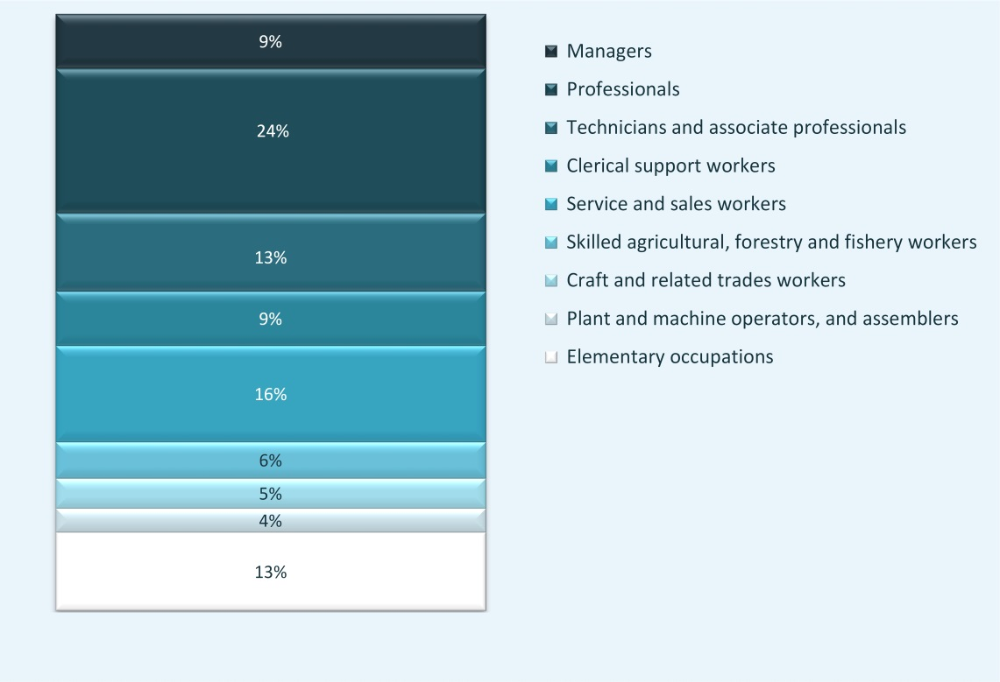 9%
24%
13%
9%
16%
6%
5%
4%
13%
Managers
Professionals
Technicians and associate professionals
Clerical support workers
Service and sales workers
Skilled agricultural, forestry and fishery workers
Craft and related trades workers
Plant and machine operators, and assemblers
Elementary occupations